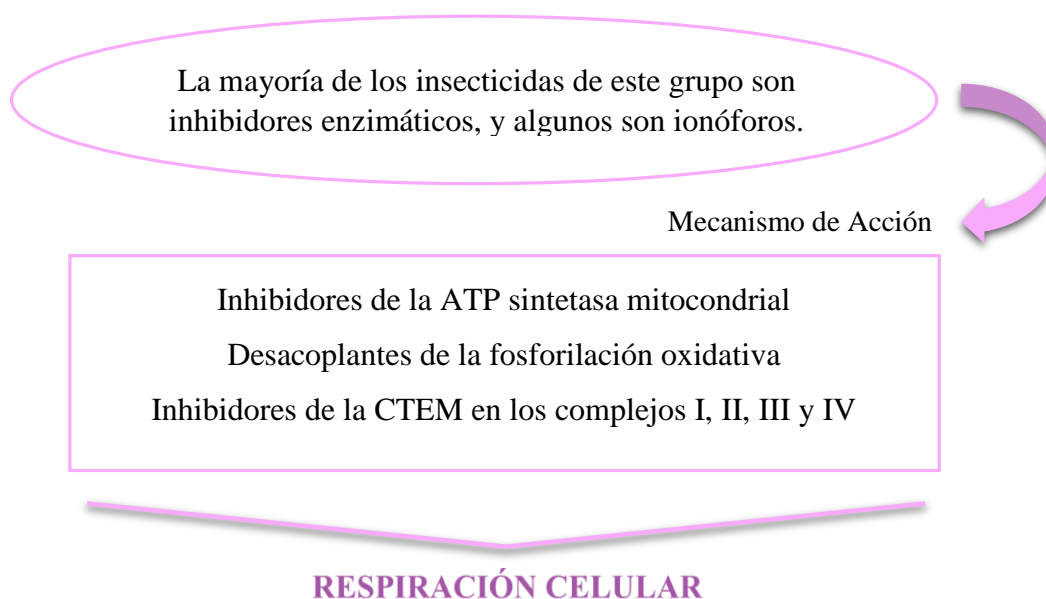 La mayoría de los insecticidas de este grupo son
inhibidores enzimáticos, y algunos son ionóforos.
Mecanismo de Acción
Inhibidores de la ATP sintetasa mitocondrial
Desacoplantes de la fosforilación oxidativa
Inhibidores de la CTEM en los complejos I, II, III y IV
RESPIRACIÓN CELULAR